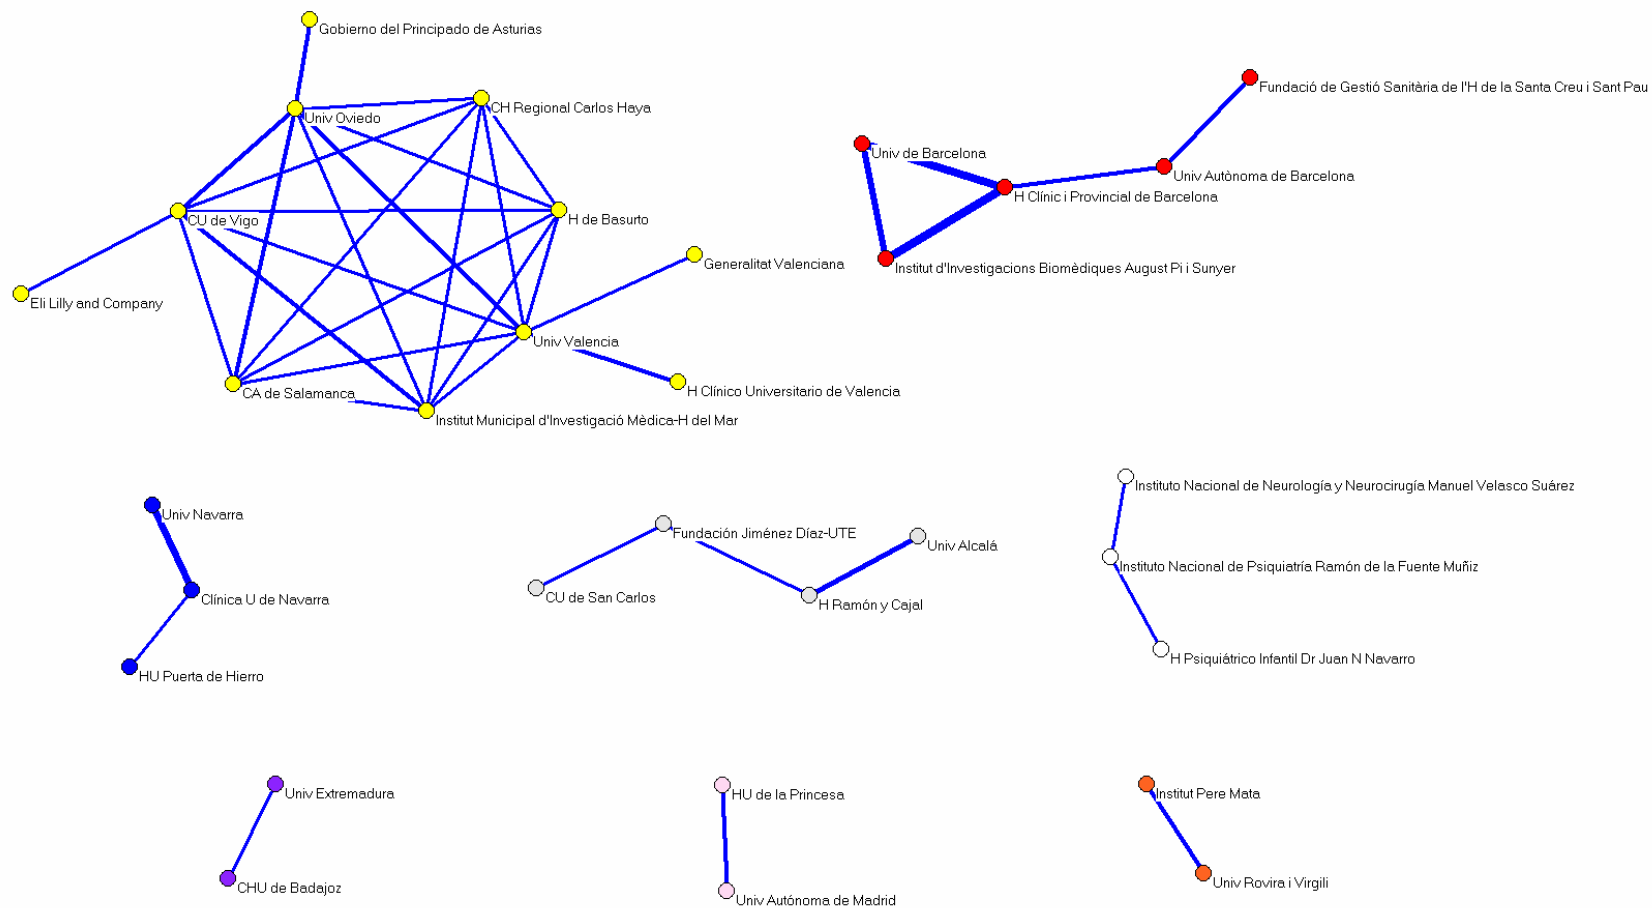 Gobierno del Principado de Asturias
CH Regional Carlos Haya
Univ Oviedo
CU de Vigo
H de Basurto
Generalitat Valenciana
Eli Lilly and Company
Univ Valencia
CA de Salamanca
H Clínico Universitario de Valencia
Institut Municipal d'Investigació Mèdica-H del Mar
Fundació de Gestió Sanitària de l'H de la Santa Creu i Sant Pau
Univ de Barcelona
Univ Autònoma de Barcelona
H Clínic i Provincial de Barcelona
Institut d'Investigacions Biomèdiques August Pi i Sunyer
Univ Navarra
Clínica U de Navarra
HU Puerta de Hierro
Fundación Jiménez Díaz-UTE
Univ Alcalá
CU de San Carlos
H Ramón y Cajal
Instituto Nacional de Neurología y Neurocirugía Manuel Velasco Suárez
Instituto Nacional de Psiquiatría Ramón de la Fuente Muñiz
H Psiquiátrico Infantil Dr Juan N Navarro
Univ Extremadura
CHU de Badajoz
HU de la Princesa
Univ Autónoma de Madrid
Institut Pere Mata
Univ Rovira i Virgili